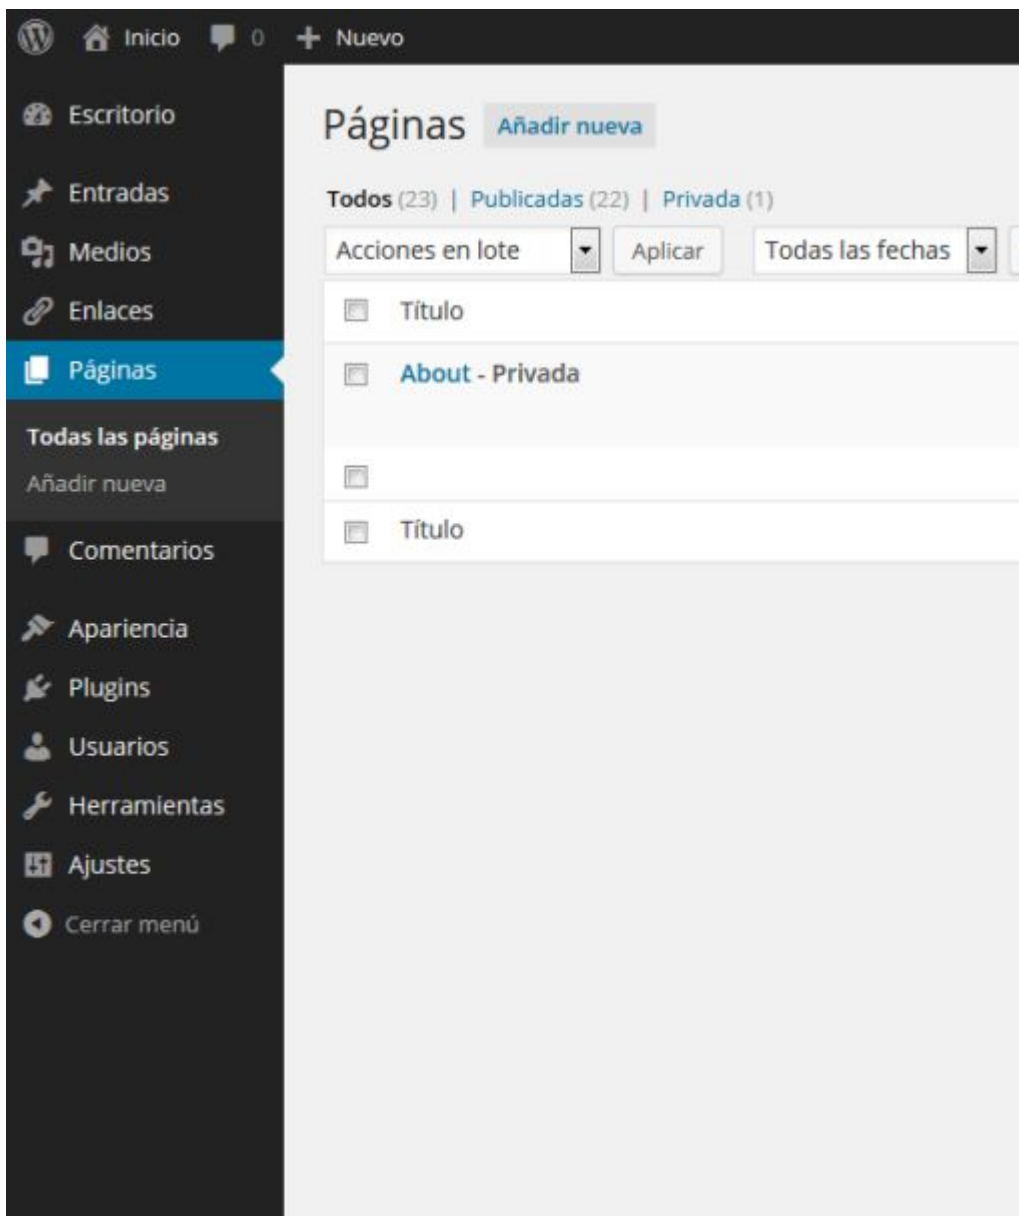 Inicio 0 Nuevo
Escritorio
Entradas
Medios
Enlaces
Páginas
Todas las páginas
Añadir nueva
Comentarios
Apariencia
Plugins
Usuarios
Herramientas
Ajustes
Cerrar menú
Páginas Añadir nueva
Todos (23) | Publicadas (22) | Privada (1)
Acciones en lote Aplicar Todas las fechas
Título
About - Privada
Título